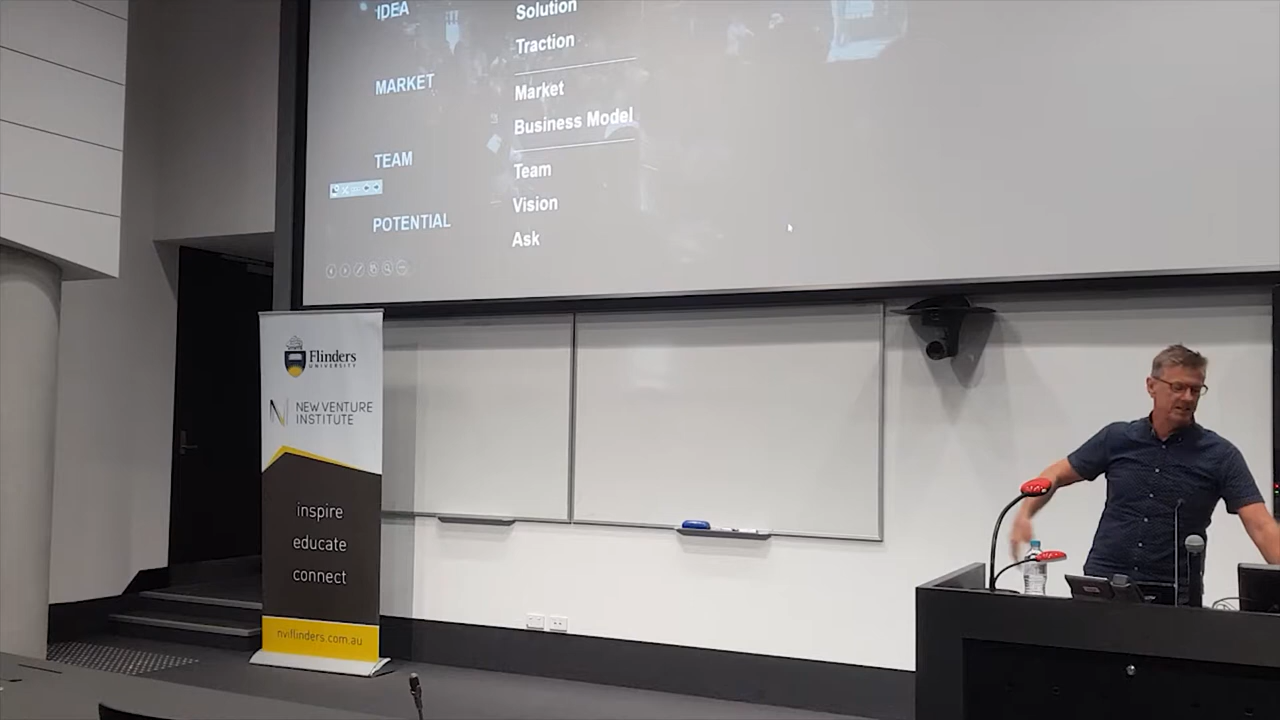 IDEA
Solution
Traction
MARKET
Market
Business Model
TEAM
Team
Vision
POTENTIAL
Ask
Flinders
UNIVERSITY
NEW VENTURE
INSTITUTE
inspire
educate
connect
nviflinders.com.au